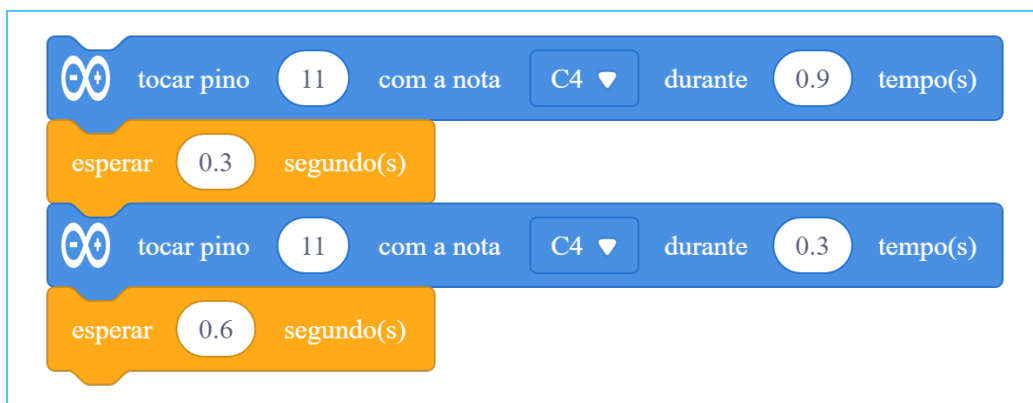 tocar pino 11 com a nota C4 durante 0.9 tempo(s)
esperar 0.3 segundo(s)
tocar pino 11 com a nota C4 durante 0.3 tempo(s)
esperar 0.6 segundo(s)